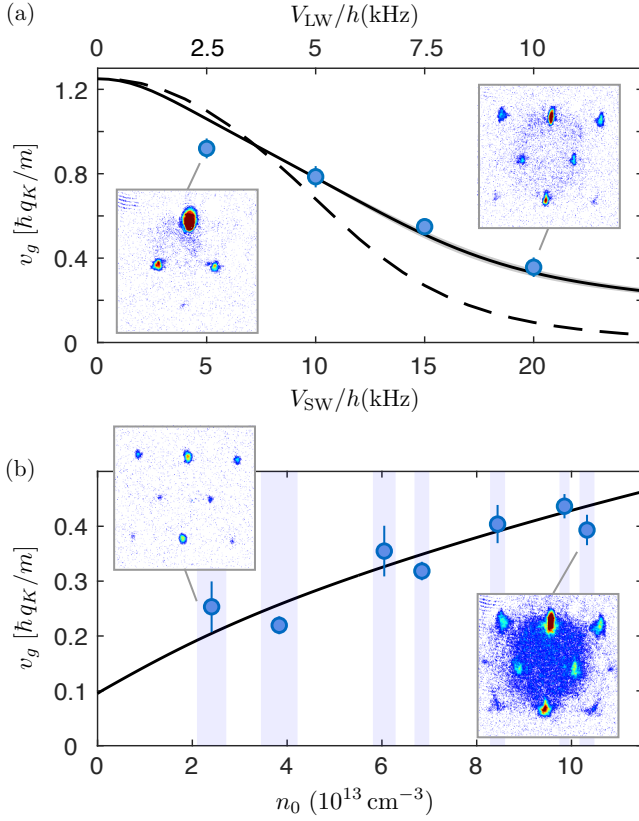 (a)
V_LW/h(kHz)
0 2.5 5 7.5 10
1.2
0.8
0.4
0
v_g [ħq_K/m]
0 5 10 15 20
V_SW/h(kHz)
(b)
0.4
0.3
0.2
0.1
0
v_g [ħq_K/m]
0 2 4 6 8 10
n_0 (10^13 cm^−3)